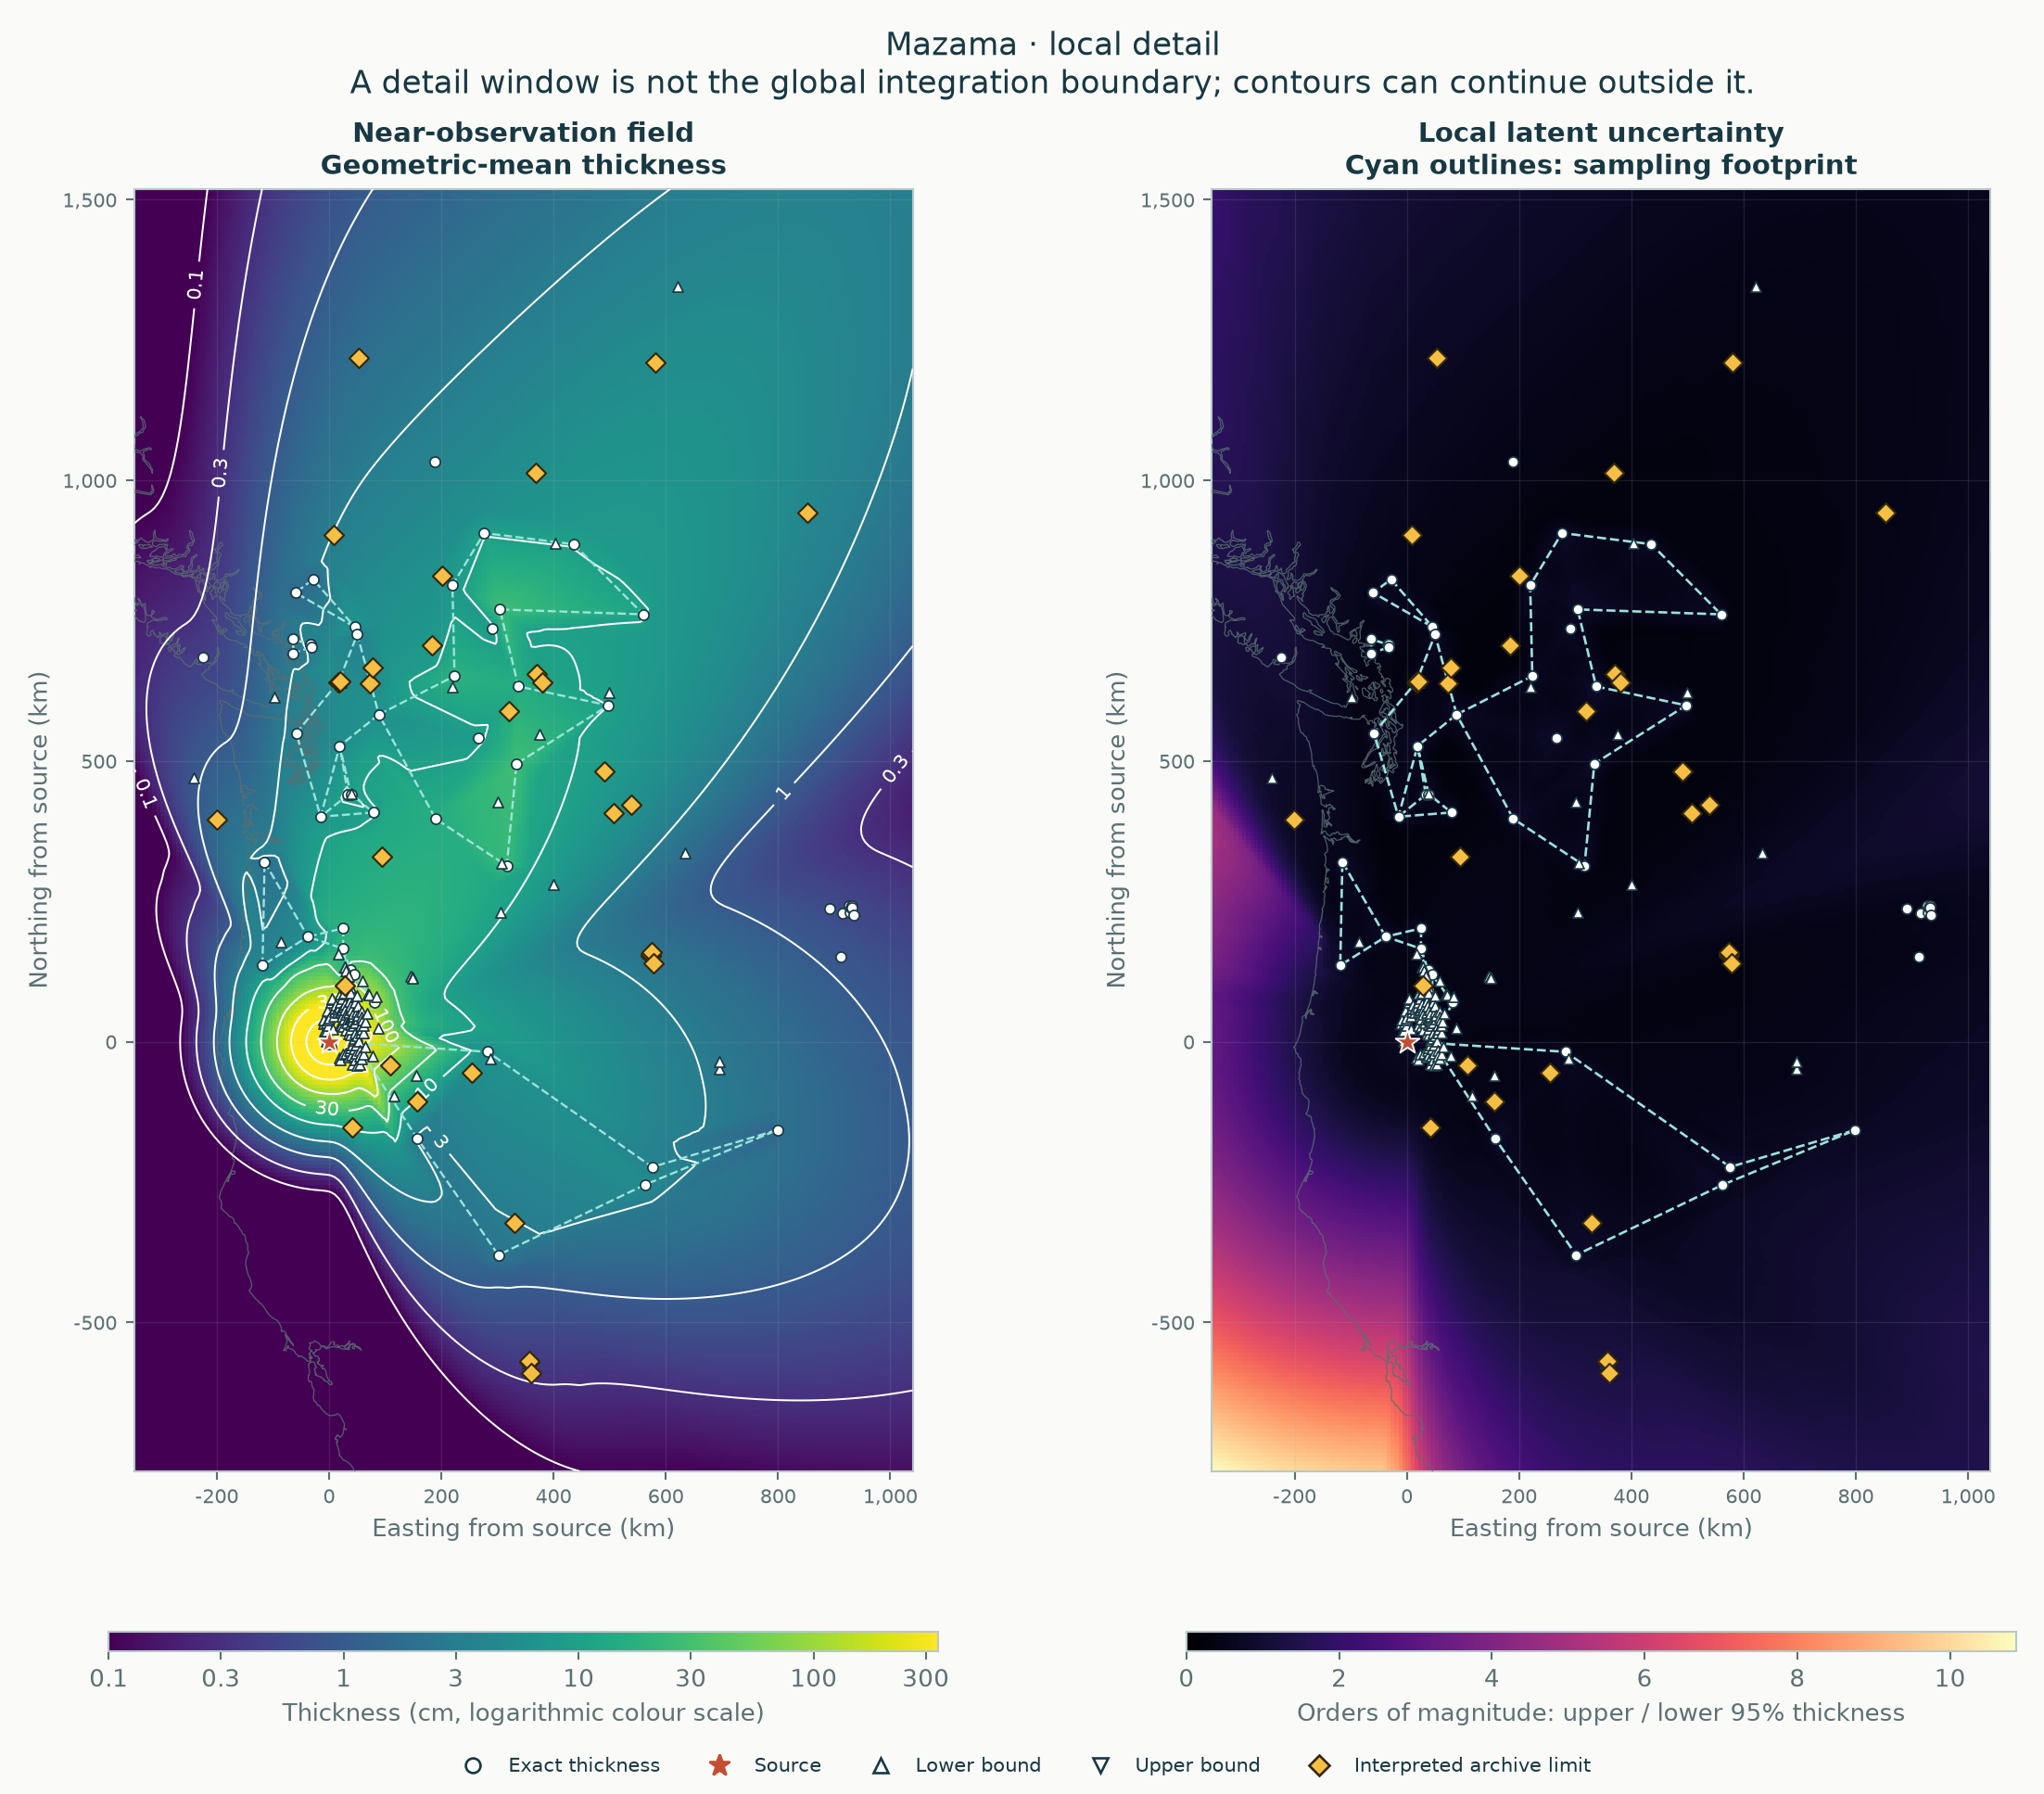 Mazama · local detail
A detail window is not the global integration boundary; contours can continue outside it.
Near-observation field
Geometric-mean thickness
Local latent uncertainty
Cyan outlines: sampling footprint
1,500
1,000
500
0
-500
Northing from source (km)
0.1
0.3
0.3
1
0.1
100
10
3
30
3
-200
0
200
400
600
800
1,000
Easting from source (km)
1,500
1,000
500
0
-500
Northing from source (km)
-200
0
200
400
600
800
1,000
Easting from source (km)
0.1
0.3
1
3
10
30
100
300
Thickness (cm, logarithmic colour scale)
0
2
4
6
8
10
Orders of magnitude: upper / lower 95% thickness
Exact thickness
Source
Lower bound
Upper bound
Interpreted archive limit